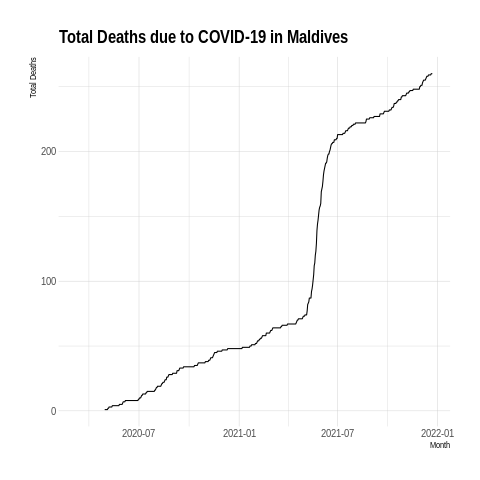 Total Deaths due to COVID-19 in Maldives
Total Deaths
200
100
0
2020-07 2021-01 2021-07 2022-01
Month